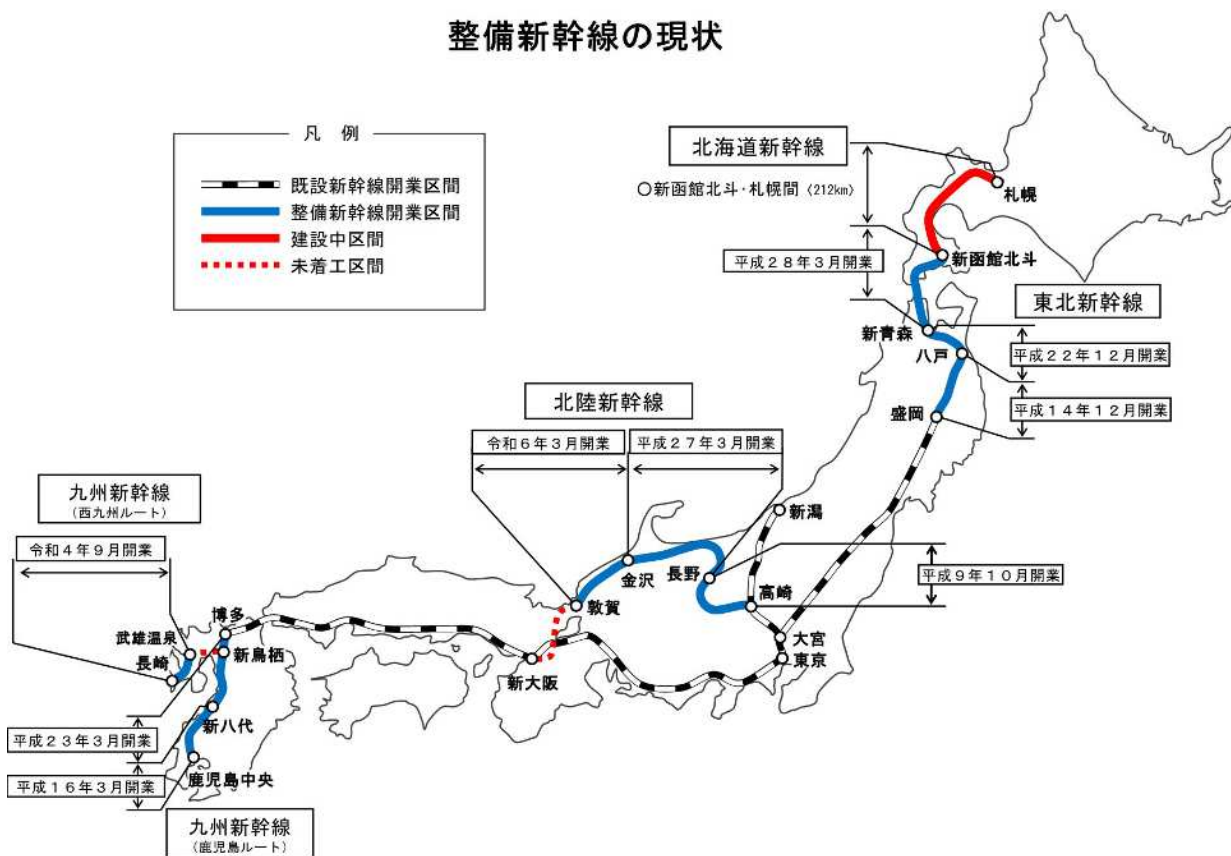 整備新幹線の現状
凡 例
既設新幹線開業区間
整備新幹線開業区間
建設中区間
未着工区間
北海道新幹線
○新函館北斗・札幌間〈212km〉
札幌
平成28年3月開業
新函館北斗
東北新幹線
新青森
八戸
平成22年12月開業
盛岡
平成14年12月開業
北陸新幹線
令和6年3月開業
平成27年3月開業
新潟
金沢
長野
平成9年10月開業
高崎
敦賀
大宮
東京
新大阪
九州新幹線
(西九州ルート)
令和4年9月開業
博多
武雄温泉
新鳥栖
長崎
新八代
平成23年3月開業
鹿児島中央
平成16年3月開業
九州新幹線
(鹿児島ルート)